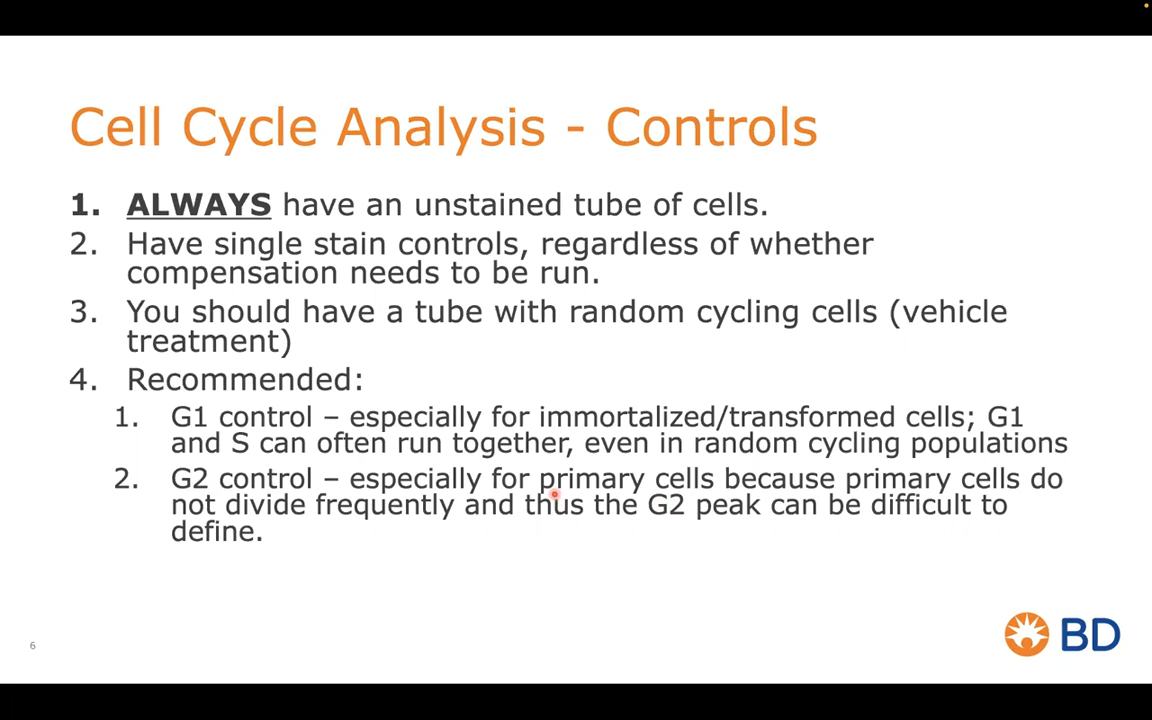 Cell Cycle Analysis - Controls
1. ALWAYS have an unstained tube of cells.
2. Have single stain controls, regardless of whether
compensation needs to be run.
3. You should have a tube with random cycling cells (vehicle
treatment)
4. Recommended:
1. G1 control – especially for immortalized/transformed cells; G1
and S can often run together, even in random cycling populations
2. G2 control – especially for primary cells because primary cells do
not divide frequently and thus the G2 peak can be difficult to
define.
6
BD